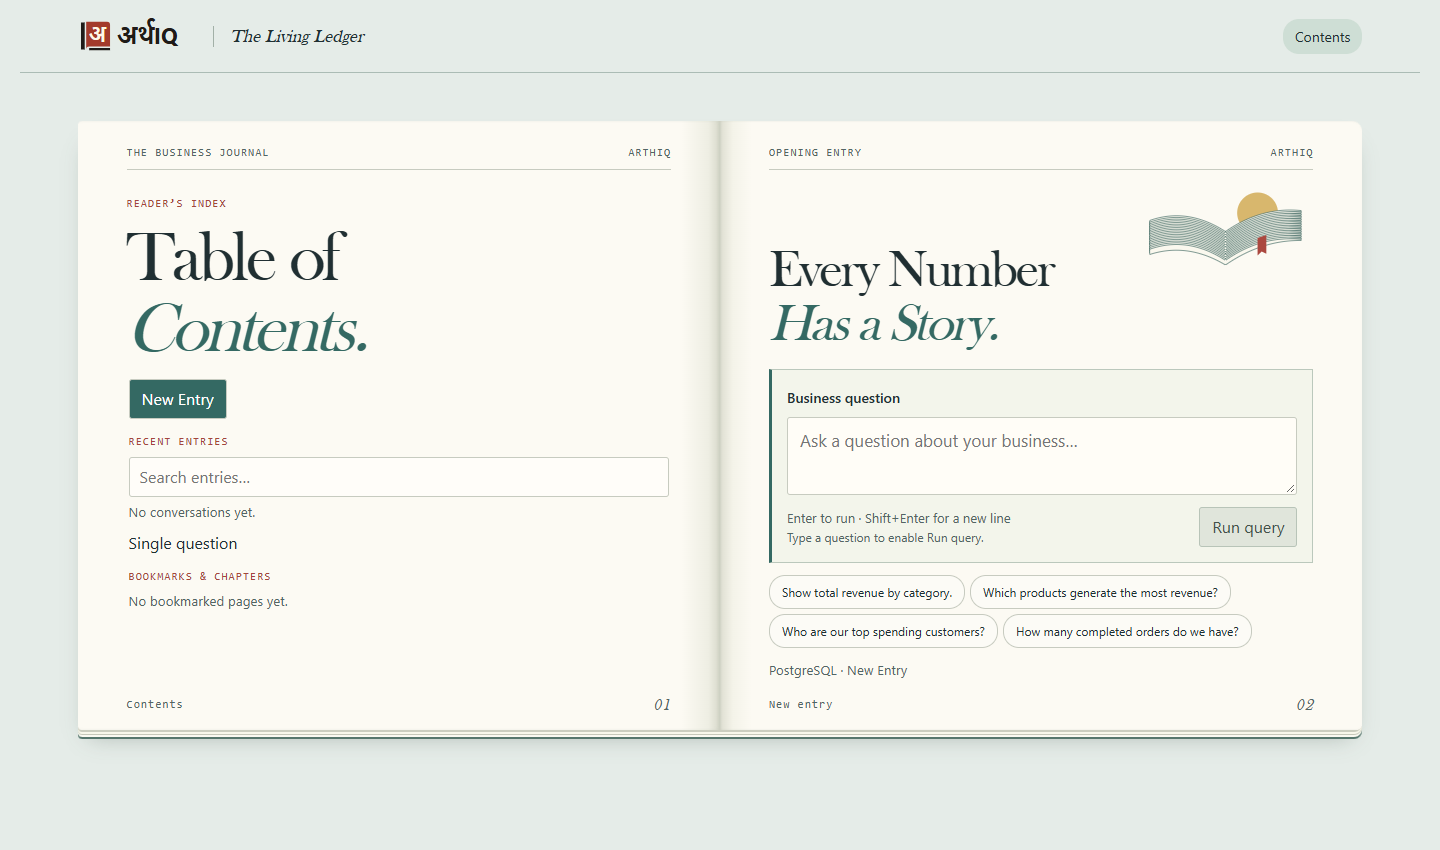 अ अर्थIQ
The Living Ledger
Contents
THE BUSINESS JOURNAL
ARTHIQ
READER'S INDEX
Table of
Contents.
New Entry
RECENT ENTRIES
Search entries...
No conversations yet.
Single question
BOOKMARKS & CHAPTERS
No bookmarked pages yet.
Contents
01
OPENING ENTRY
ARTHIQ
Every Number
Has a Story.
Business question
Ask a question about your business...
Enter to run · Shift+Enter for a new line
Type a question to enable Run query.
Run query
Show total revenue by category.
Which products generate the most revenue?
Who are our top spending customers?
How many completed orders do we have?
PostgreSQL · New Entry
New entry
02